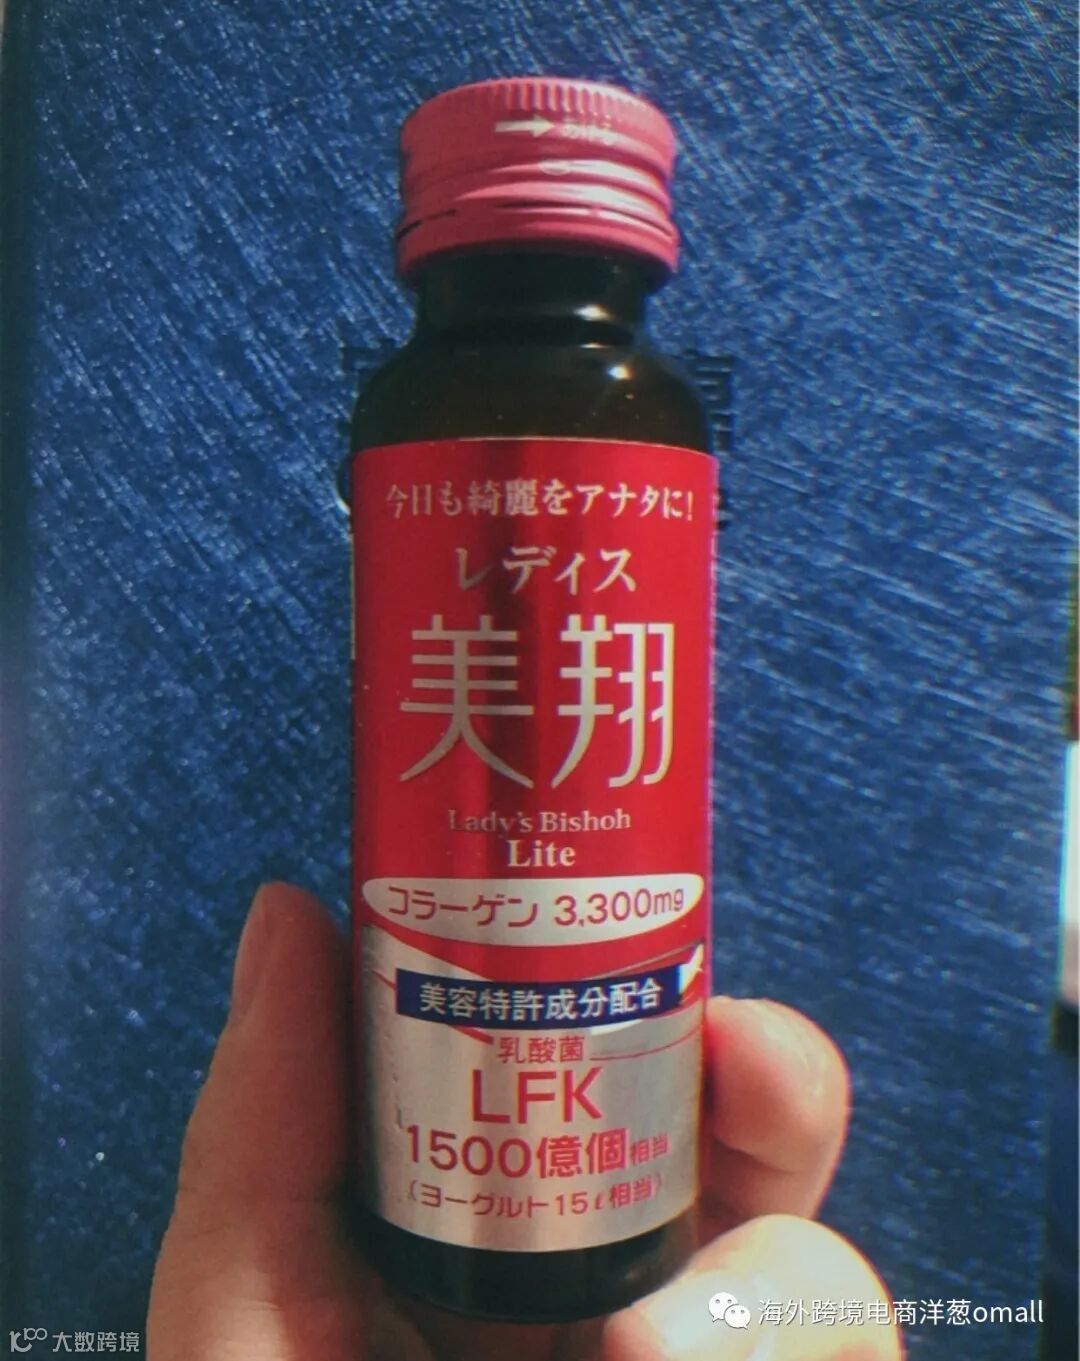 あける
今日も綺麗をアナタに!
レディス
美翔
Lady's Bishoh
Lite
コラーゲン 3,300mg
美容特許成分配合
乳酸菌
LFK
1500億個相当
(ヨーグルト15ℓ相当)
海外跨境电商洋葱omall
大数跨境